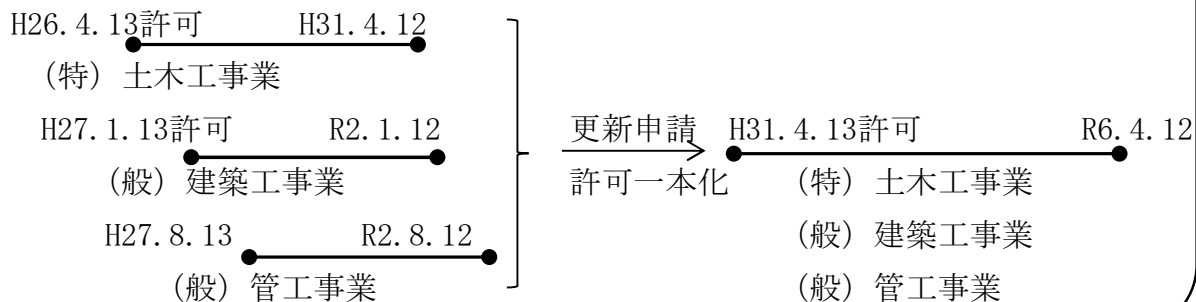 H26.4.13許可 H31.4.12
(特)土木工事業
H27.1.13許可 R2.1.12
(般)建築工事業
H27.8.13 R2.8.12
(般)管工事業
更新申請
許可一本化
H31.4.13許可 R6.4.12
(特)土木工事業
(般)建築工事業
(般)管工事業